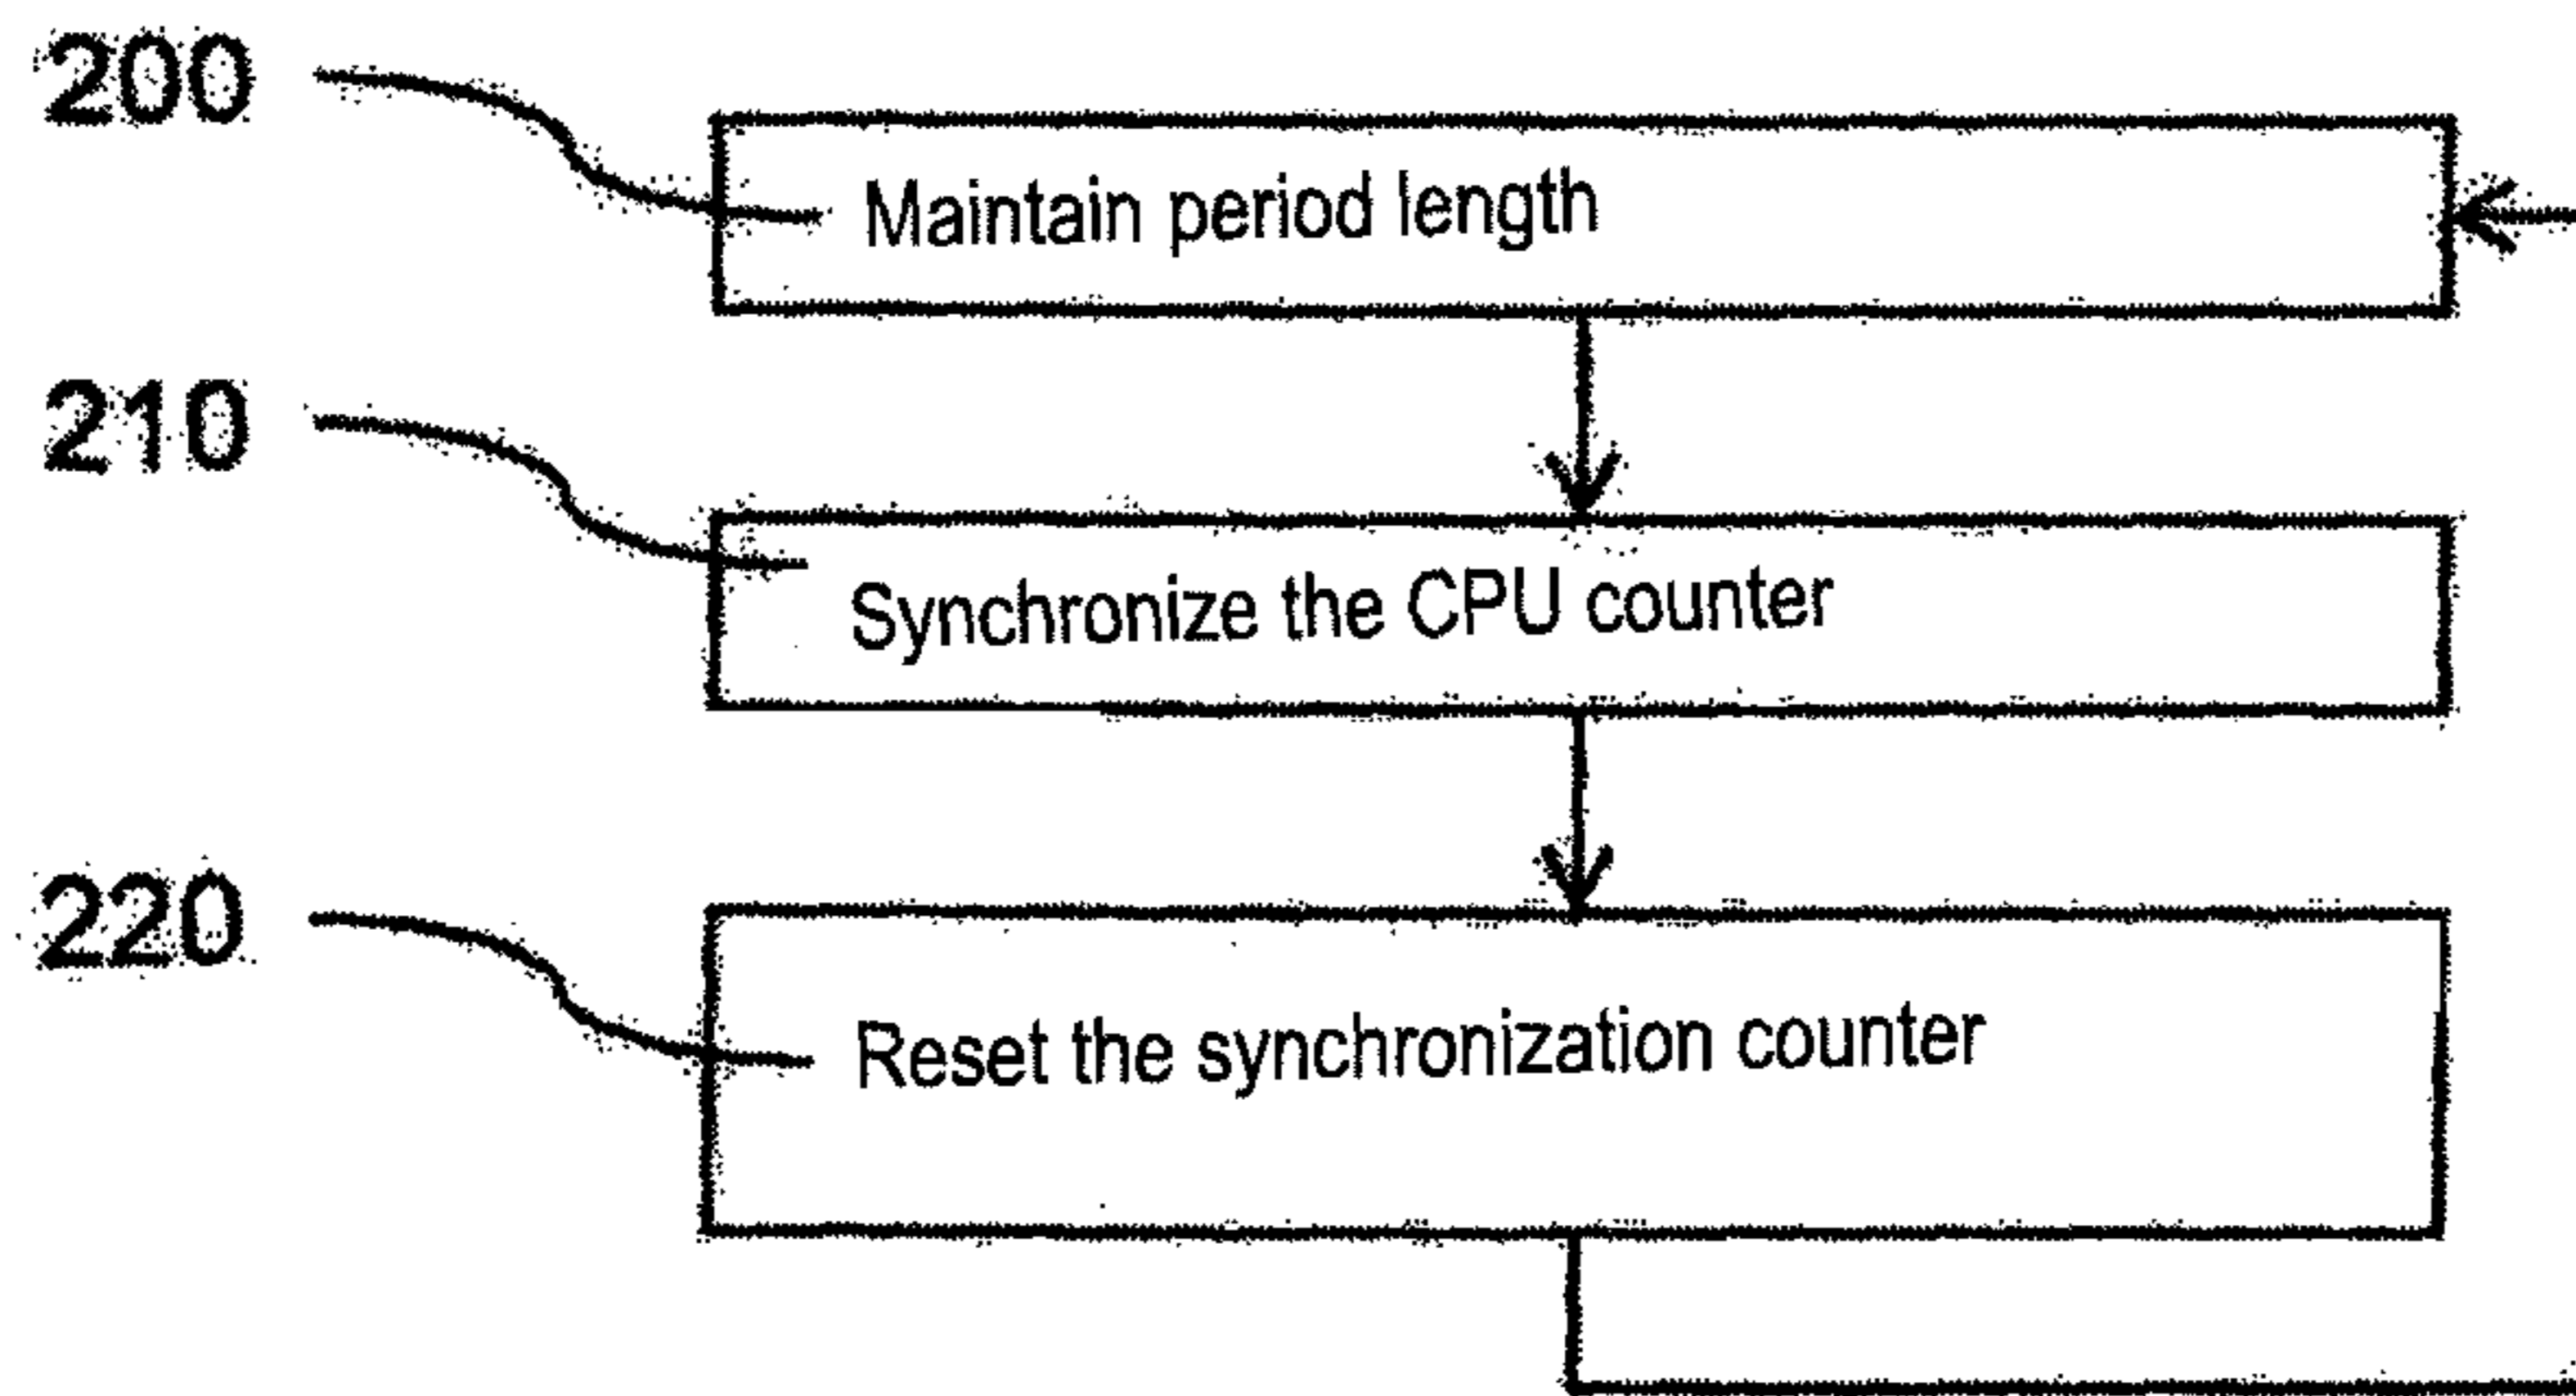 200
Maintain period length
210
Synchronize the CPU counter
220
Reset the synchronization counter